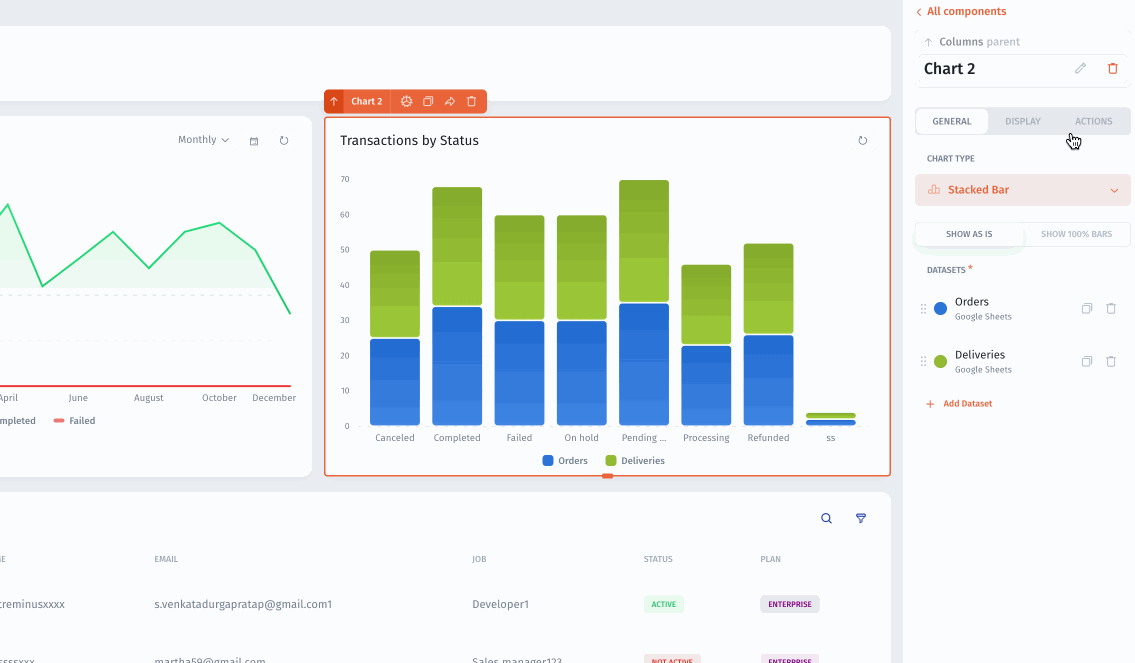 All components
Columns parent
Chart 2
GENERAL DISPLAY ACTIONS
CHART TYPE
Stacked Bar
SHOW AS IS SHOW 100% BARS
DATASETS *
Orders
Google Sheets
Deliveries
Google Sheets
+ Add Dataset
Chart 2
Monthly
April June August October December
mpleted Failed
Transactions by Status
70
60
50
40
30
20
10
0
Canceled Completed Failed On hold Pending ... Processing Refunded ss
Orders Deliveries
ME EMAIL JOB STATUS PLAN
treminusxxxx s.venkatadurgapratap@gmail.com1 Developer1 ACTIVE ENTERPRISE
ssssxxx martha59@gmail.com Sales manager123 NOT ACTIVE ENTERPRISE